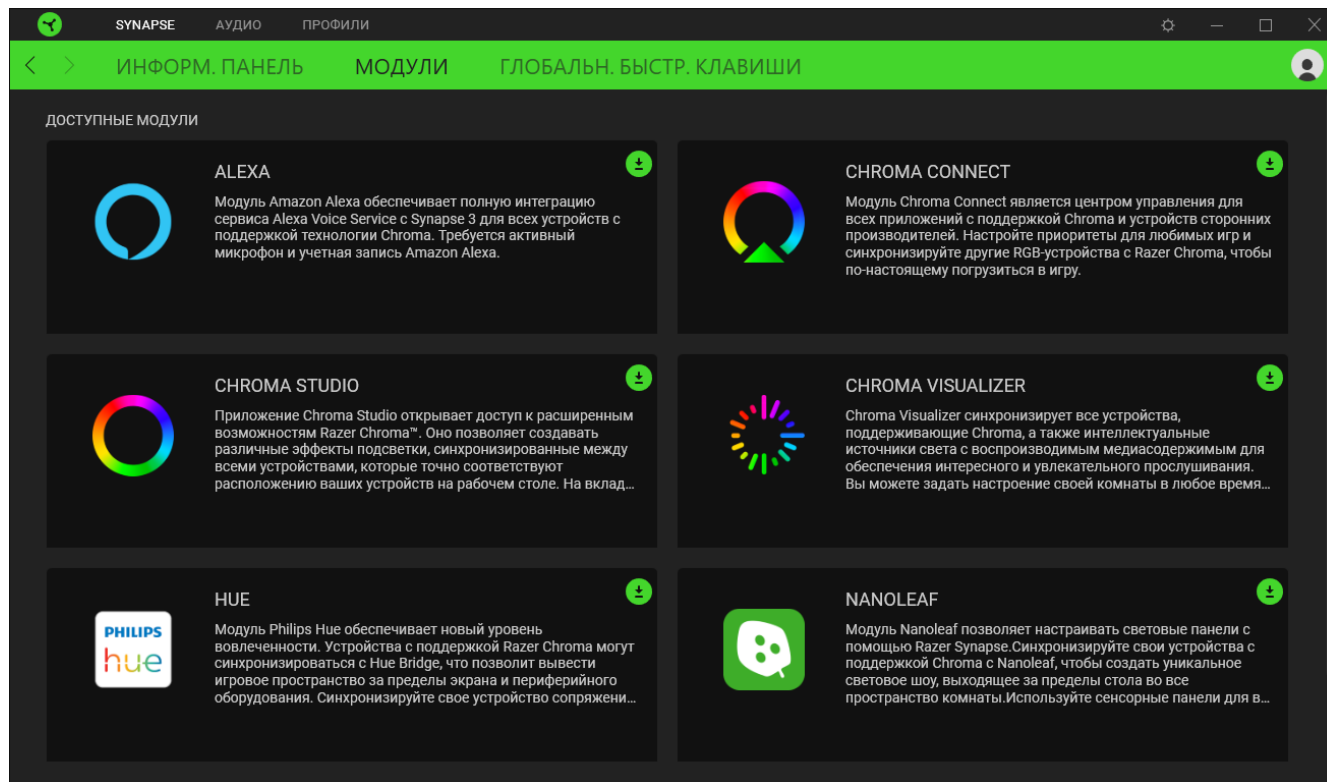 SYNAPSE АУДИО ПРОФИЛИ
ИНФОРМ. ПАНЕЛЬ МОДУЛИ ГЛОБАЛЬН. БЫСТР. КЛАВИШИ
ДОСТУПНЫЕ МОДУЛИ
ALEXA
Модуль Amazon Alexa обеспечивает полную интеграцию
сервиса Alexa Voice Service с Synapse 3 для всех устройств с
поддержкой технологии Chroma. Требуется активный
микрофон и учетная запись Amazon Alexa.
CHROMA CONNECT
Модуль Chroma Connect является центром управления для
всех приложений с поддержкой Chroma и устройств сторонних
производителей. Настройте приоритеты для любимых игр и
синхронизируйте другие RGB-устройства с Razer Chroma, чтобы
по-настоящему погрузиться в игру.
CHROMA STUDIO
Приложение Chroma Studio открывает доступ к расширенным
возможностям Razer Chroma™. Оно позволяет создавать
различные эффекты подсветки, синхронизированные между
всеми устройствами, которые точно соответствуют
расположению ваших устройств на рабочем столе. На вклад...
CHROMA VISUALIZER
Chroma Visualizer синхронизирует все устройства,
поддерживающие Chroma, а также интеллектуальные
источники света с воспроизводимым медиасодержимым для
обеспечения интересного и увлекательного прослушивания.
Вы можете задать настроение своей комнаты в любое время...
PHILIPS
hue
HUE
Модуль Philips Hue обеспечивает новый уровень
вовлеченности. Устройства с поддержкой Razer Chroma могут
синхронизироваться с Hue Bridge, что позволит вывести
игровое пространство за пределы экрана и периферийного
оборудования. Синхронизируйте свое устройство сопряжени...
NANOLEAF
Модуль Nanoleaf позволяет настраивать световые панели с
помощью Razer Synapse.Синхронизируйте свои устройства с
поддержкой Chroma с Nanoleaf, чтобы создать уникальное
световое шоу, выходящее за пределы стола во все
пространство комнаты.Используйте сенсорные панели для в...